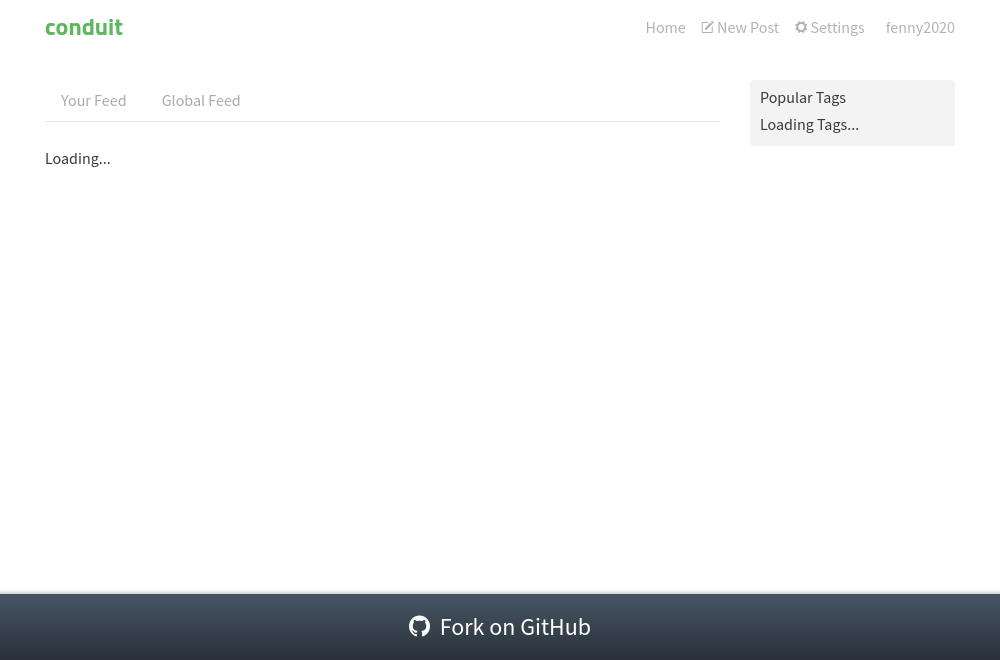 conduit
Home New Post Settings fenny2020
Your Feed Global Feed
Loading...
Popular Tags
Loading Tags...
Fork on GitHub